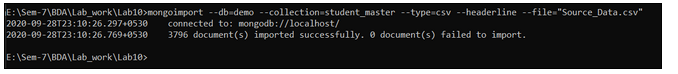 E:\Sem-7\BDA\Lab_work\Lab10>mongoimport --db=demo --collection=student_master --type=csv --headerline --file="Source_Data.csv"
2020-09-28T23:10:26.297+0530    connected to: mongodb://localhost/
2020-09-28T23:10:26.769+0530    3796 document(s) imported successfully. 0 document(s) failed to import.
E:\Sem-7\BDA\Lab_work\Lab10>